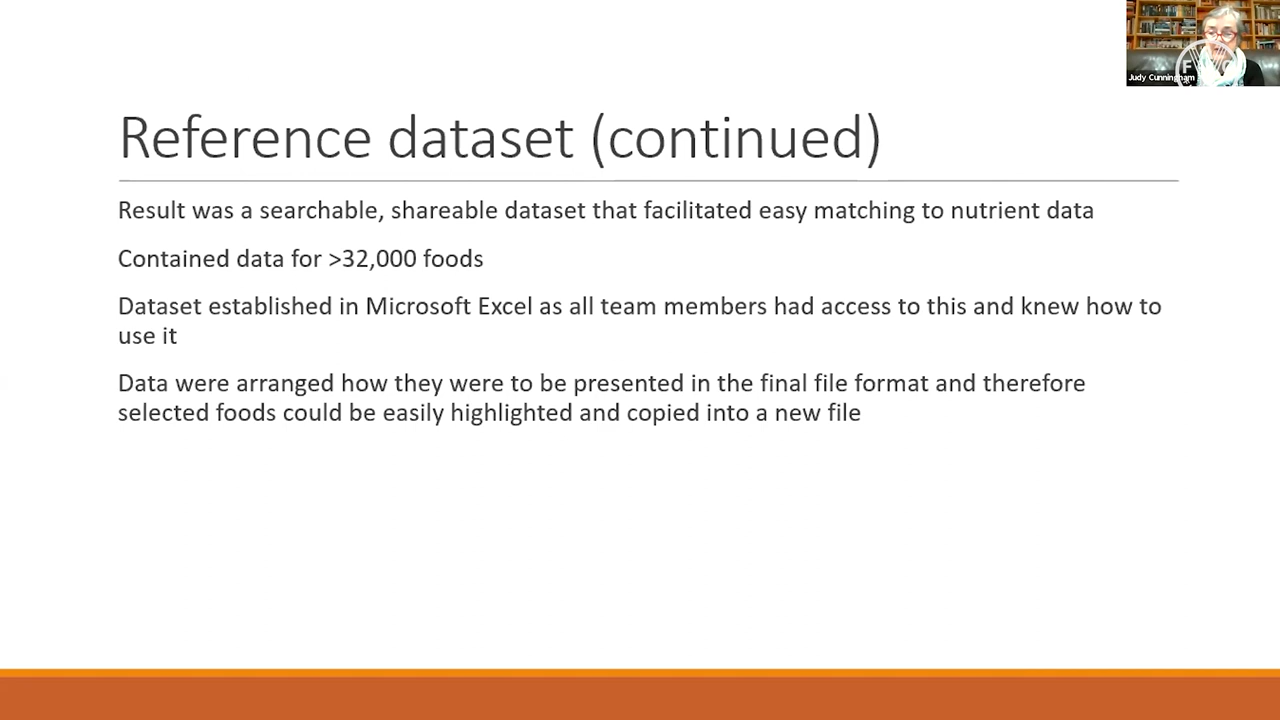 Judy Cunningham
Reference dataset (continued)
Result was a searchable, shareable dataset that facilitated easy matching to nutrient data
Contained data for >32,000 foods
Dataset established in Microsoft Excel as all team members had access to this and knew how to
use it
Data were arranged how they were to be presented in the final file format and therefore
selected foods could be easily highlighted and copied into a new file